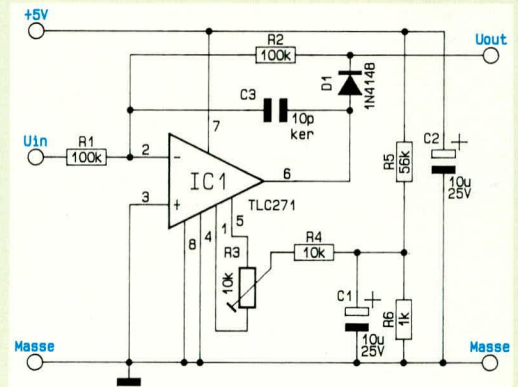 +5V
R2
100k
Uout
D1
1N4148
C3
10p
ker
7
Uin
R1
100k
2
-
IC1
6
TLC271
3
+
8
4
1
5
R3
10k
R4
10k
R5
56k
C2
+
10u
25V
C1
+
10u
25V
R6
1k
Masse
Masse